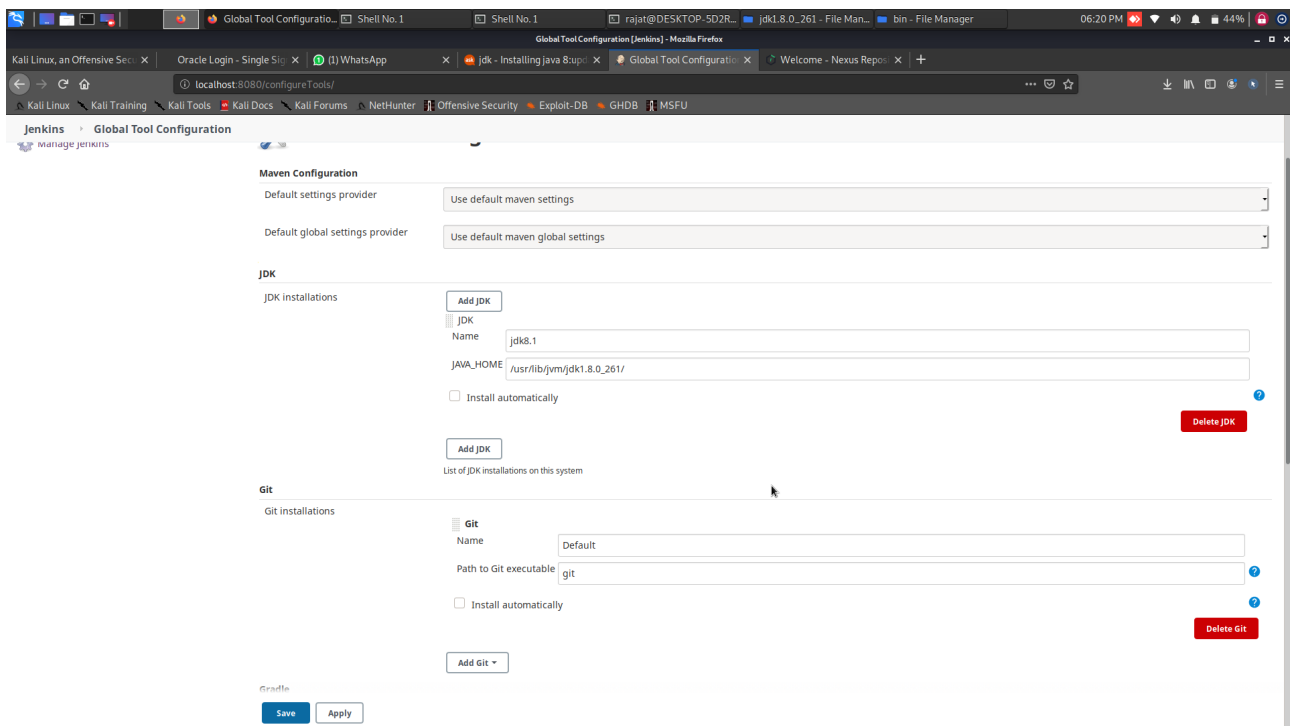 Global Tool Configuratio...
Shell No. 1
Shell No. 1
rajat@DESKTOP-5D2R...
jdk1.8.0_261 - File Man...
bin - File Manager
06:20 PM
44%
Global Tool Configuration [Jenkins] - Mozilla Firefox
Kali Linux, an Offensive Secu
Oracle Login - Single Sig
(1) WhatsApp
jdk - Installing java 8:upd
Global Tool Configuratio
Welcome - Nexus Repos
localhost:8080/configureTools/
Kali Linux
Kali Training
Kali Tools
Kali Docs
Kali Forums
NetHunter
Offensive Security
Exploit-DB
GHDB
MSFU
Jenkins
Global Tool Configuration
Manage Jenkins
Maven Configuration
Default settings provider
Use default maven settings
Default global settings provider
Use default maven global settings
JDK
JDK installations
Add JDK
JDK
Name
jdk8.1
JAVA_HOME
/usr/lib/jvm/jdk1.8.0_261/
Install automatically
Delete JDK
Add JDK
List of JDK installations on this system
Git
Git installations
Git
Name
Default
Path to Git executable
git
Install automatically
Delete Git
Add Git
Gradle
Save
Apply